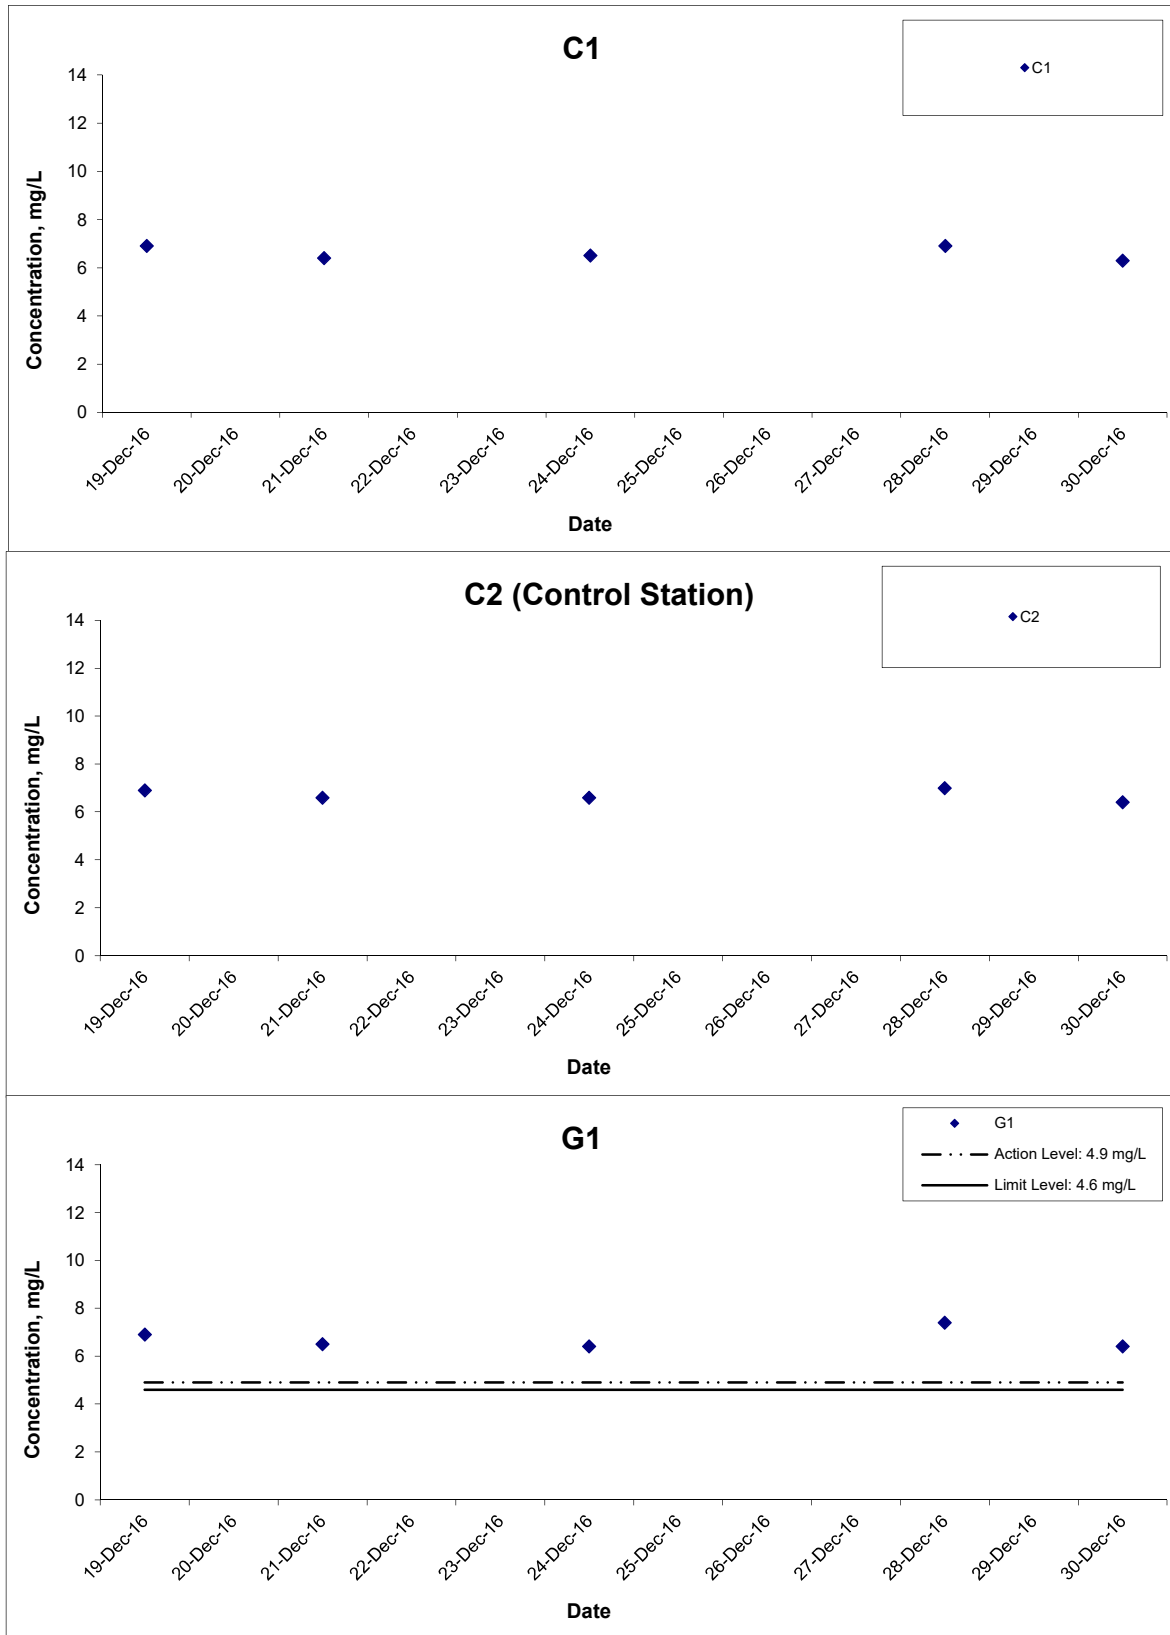 C1
C1
14
12
10
8
6
4
2
0
Concentration, mg/L
19-Dec-16
20-Dec-16
21-Dec-16
22-Dec-16
23-Dec-16
24-Dec-16
25-Dec-16
26-Dec-16
27-Dec-16
28-Dec-16
29-Dec-16
30-Dec-16
Date
C2 (Control Station)
C2
14
12
10
8
6
4
2
0
Concentration, mg/L
19-Dec-16
20-Dec-16
21-Dec-16
22-Dec-16
23-Dec-16
24-Dec-16
25-Dec-16
26-Dec-16
27-Dec-16
28-Dec-16
29-Dec-16
30-Dec-16
Date
G1
G1
Action Level: 4.9 mg/L
Limit Level: 4.6 mg/L
14
12
10
8
6
4
2
0
Concentration, mg/L
19-Dec-16
20-Dec-16
21-Dec-16
22-Dec-16
23-Dec-16
24-Dec-16
25-Dec-16
26-Dec-16
27-Dec-16
28-Dec-16
29-Dec-16
30-Dec-16
Date